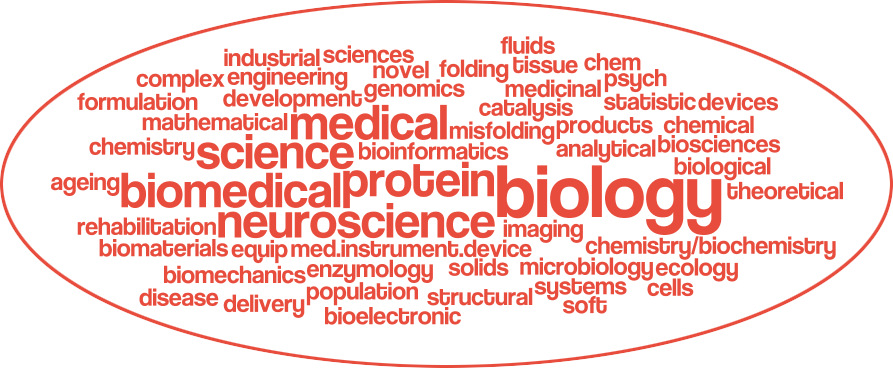 fluids
industrial sciences
novel folding tissue chem
complex engineering
medicinal psych
formulation development genomics
catalysis statistic devices
mathematical medical misfolding products chemical
chemistry science bioinformatics analytical biosciences
biological
ageing biomedical protein biology theoretical
rehabilitation neuroscience imaging
biomaterials equip med.instrument.device chemistry/biochemistry
biomechanics enzymology solids microbiology ecology
disease delivery population structural systems cells
soft
bioelectronic